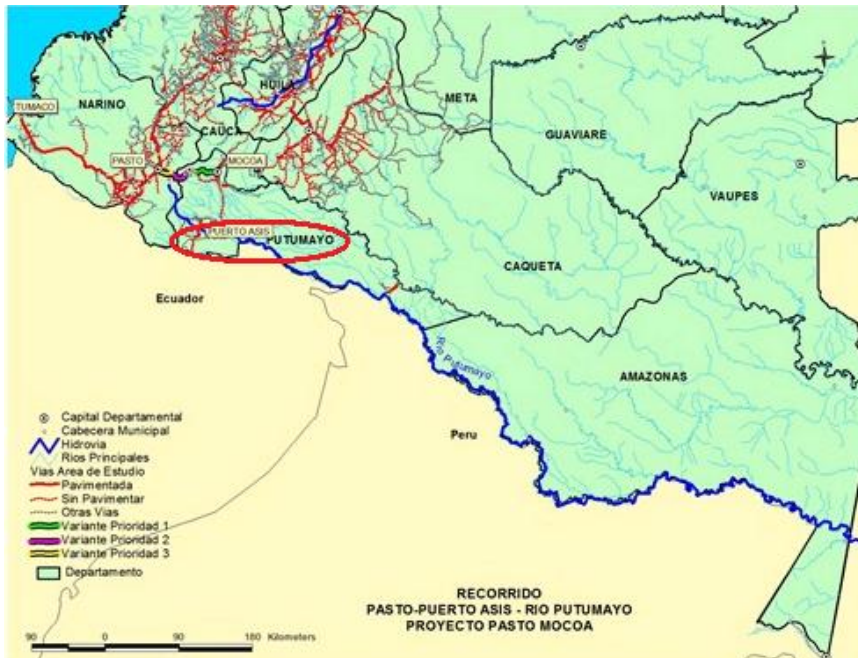 HUILA
META
NARINO
TUMACO
CAUCA
GUAVIARE
PASTO
MOCOA
VAUPES
PUERTO ASIS
PUTUMAYO
CAQUETA
Ecuador
Río Putumayo
AMAZONAS
Peru
Capital Departamental
Cabecera Municipal
Hidrovia
Rios Principales
Vias Area de Estudio
Pavimentada
Sin Pavimentar
Otras Vias
Variante Prioridad 1
Variante Prioridad 2
Variante Prioridad 3
Departamento
RECORRIDO
PASTO-PUERTO ASIS - RIO PUTUMAYO
PROYECTO PASTO MOCOA
90 0 90 180 Kilometers